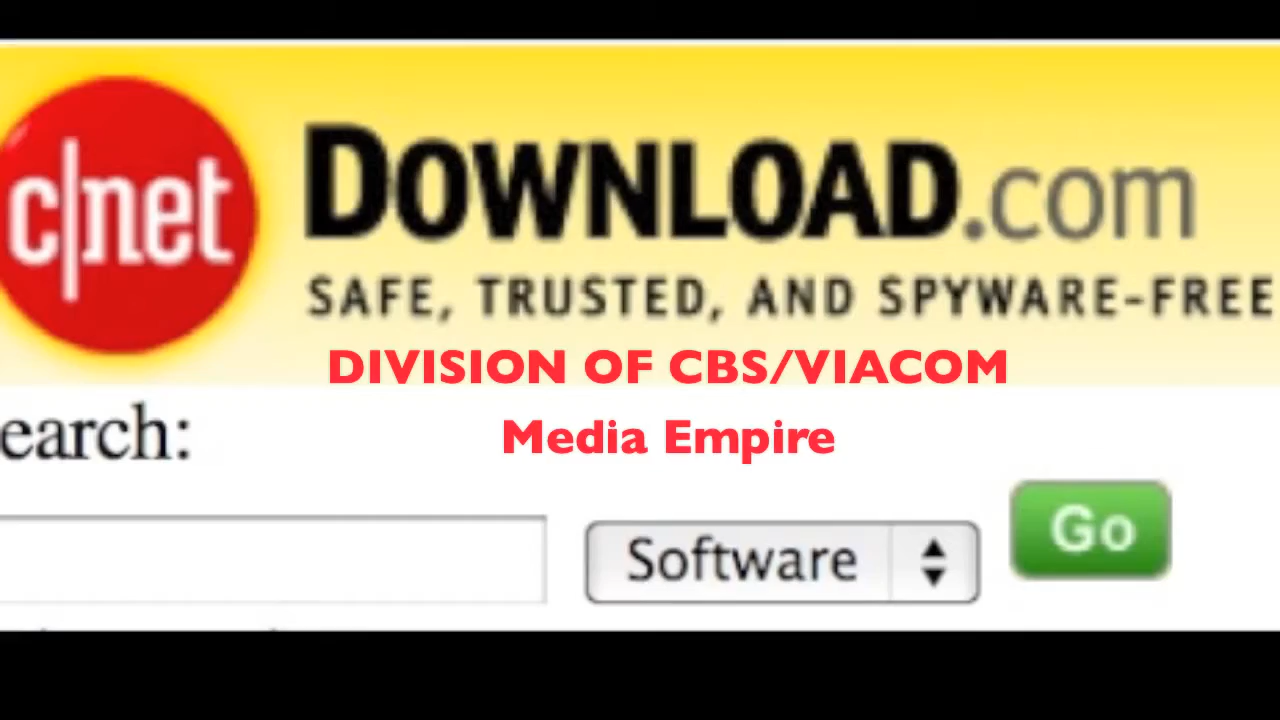 c|net
DOWNLOAD.com
SAFE, TRUSTED, AND SPYWARE-FREE
DIVISION OF CBS/VIACOM
Media Empire
earch:
Software
Go